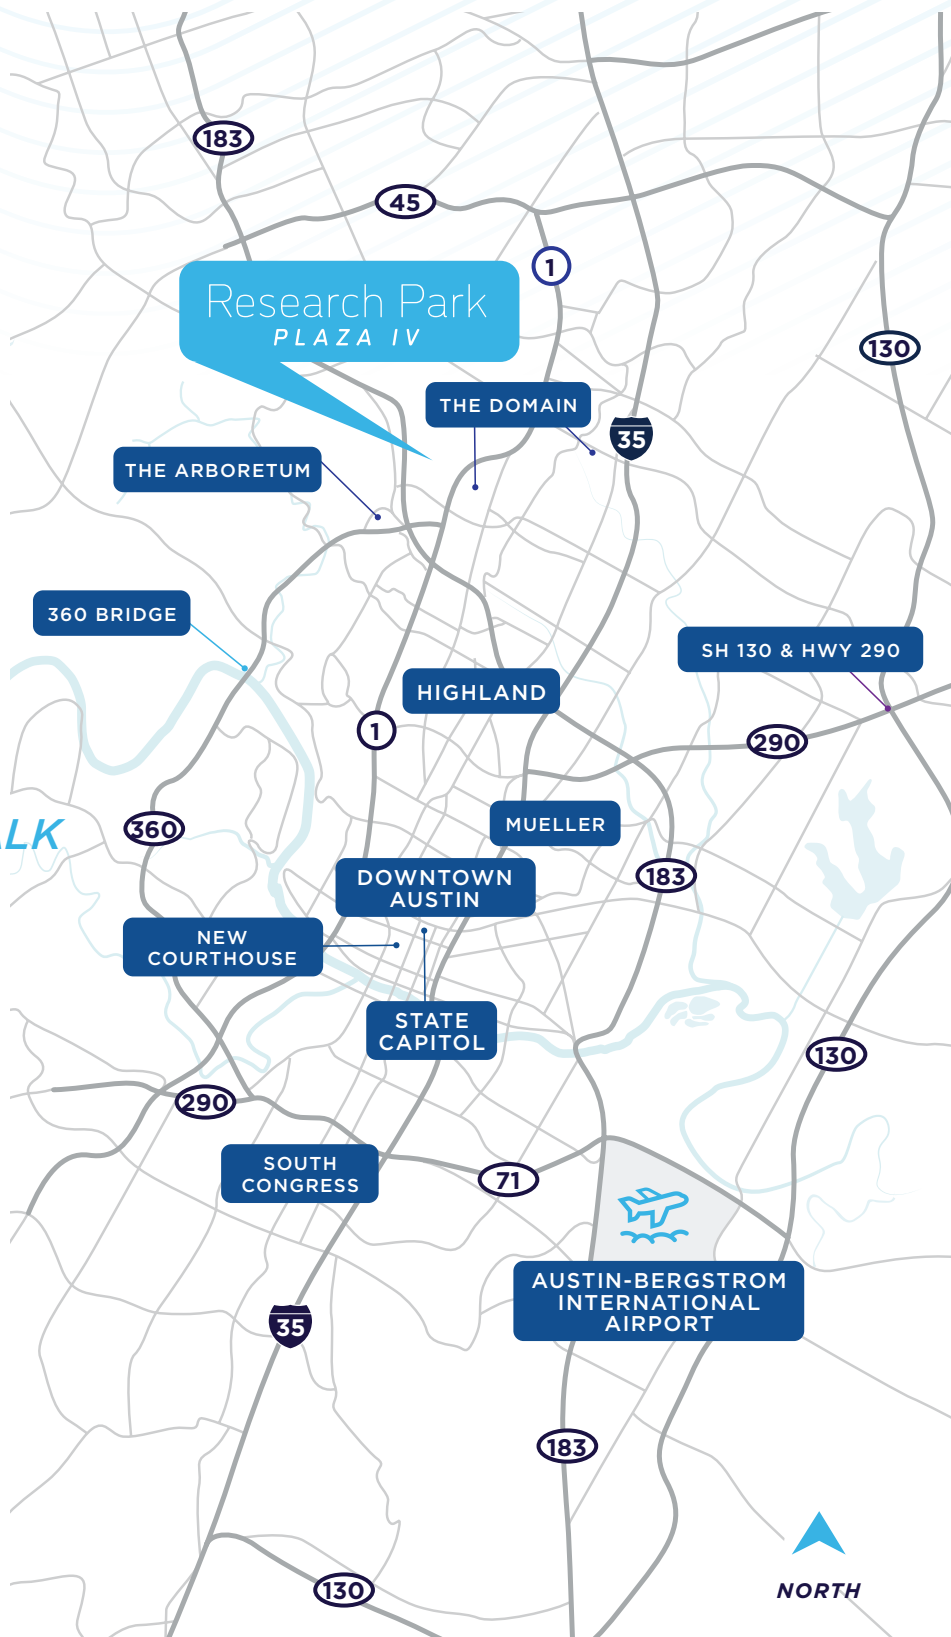 183
45
1
Research Park
PLAZA IV
130
THE DOMAIN
35
THE ARBORETUM
360 BRIDGE
SH 130 & HWY 290
HIGHLAND
1
290
360
LK
MUELLER
183
DOWNTOWN
AUSTIN
NEW
COURTHOUSE
STATE
CAPITOL
130
290
SOUTH
CONGRESS
71
AUSTIN-BERGSTROM
INTERNATIONAL
AIRPORT
35
183
130
NORTH